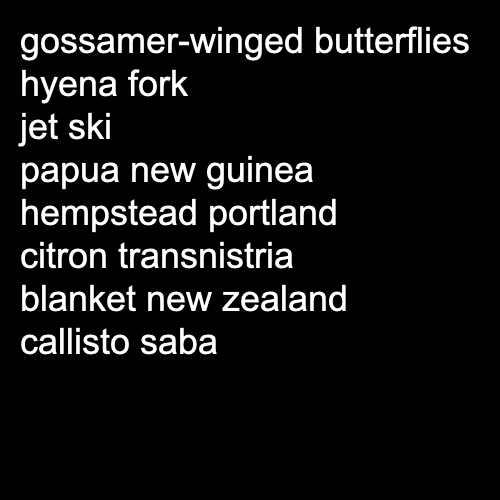 gossamer-winged butterflies
hyena fork
jet ski
papua new guinea
hempstead portland
citron transnistria
blanket new zealand
callisto saba